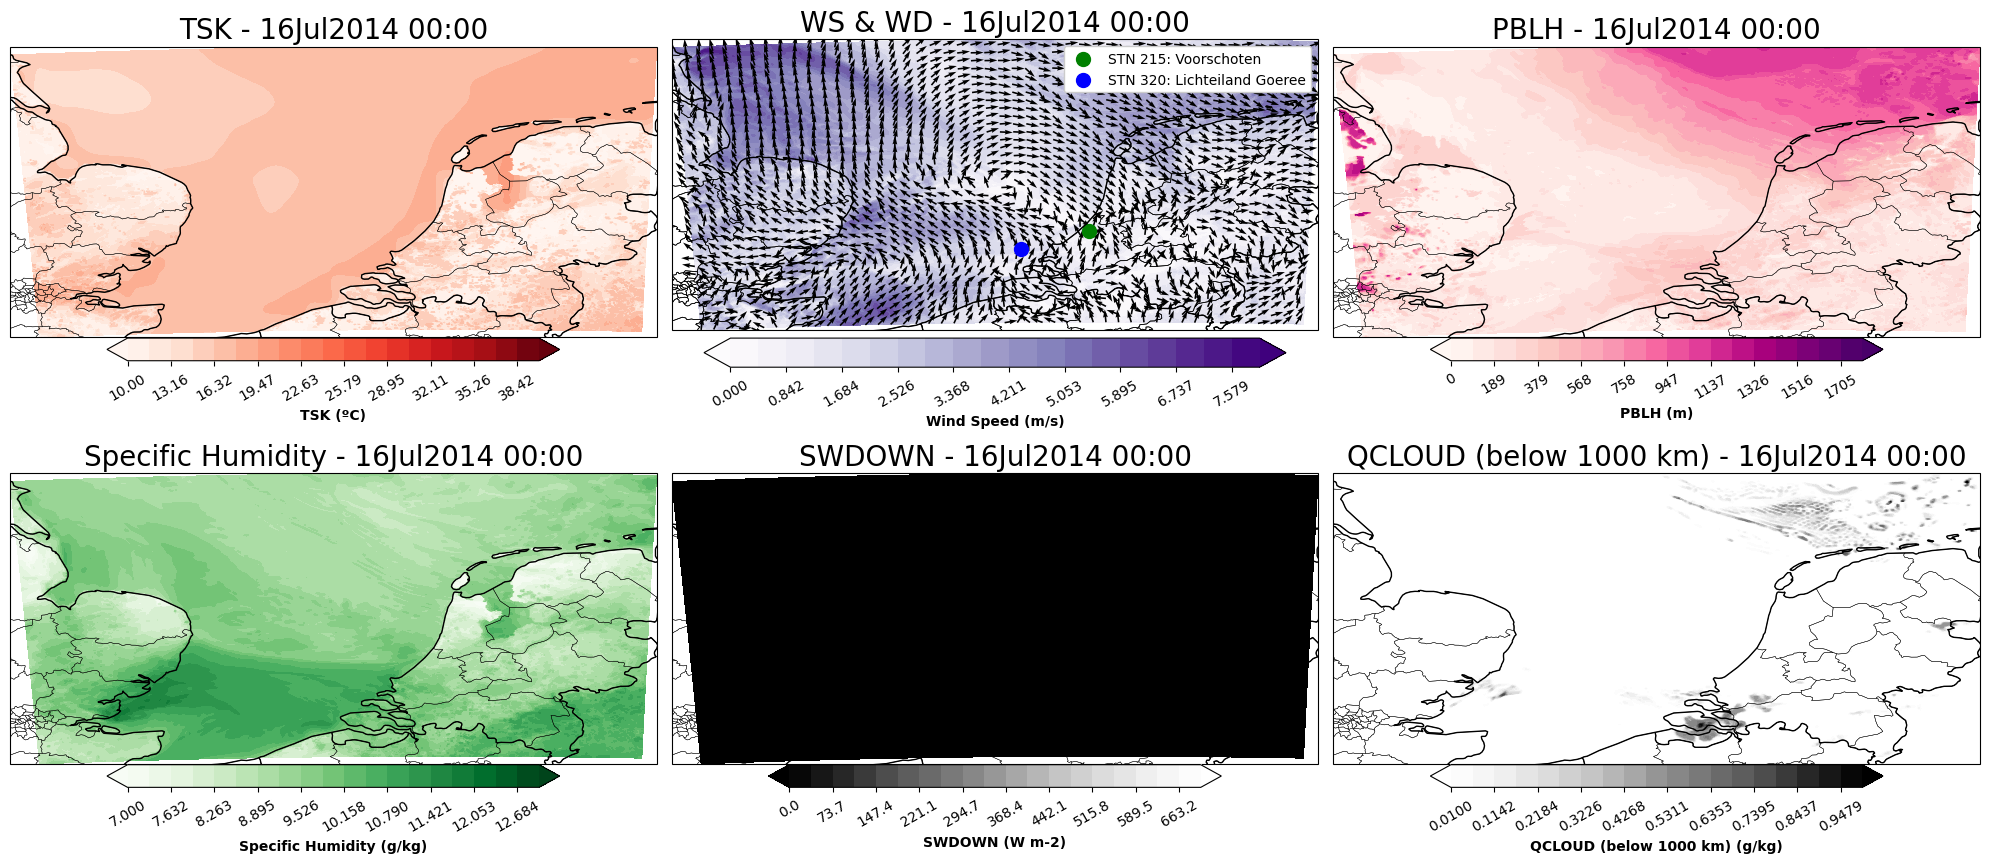 TSK - 16Jul2014 00:00
10.00 13.16 16.32 19.47 22.63 25.79 28.95 32.11 35.26 38.42
TSK (ºC)
WS & WD - 16Jul2014 00:00
STN 215: Voorschoten
STN 320: Lichteiland Goeree
0.000 0.842 1.684 2.526 3.368 4.211 5.053 5.895 6.737 7.579
Wind Speed (m/s)
PBLH - 16Jul2014 00:00
0 189 379 568 758 947 1137 1326 1516 1705
PBLH (m)
Specific Humidity - 16Jul2014 00:00
7.000 7.632 8.263 8.895 9.526 10.158 10.790 11.421 12.053 12.684
Specific Humidity (g/kg)
SWDOWN - 16Jul2014 00:00
0.0 73.7 147.4 221.1 294.7 368.4 442.1 515.8 589.5 663.2
SWDOWN (W m-2)
QCLOUD (below 1000 km) - 16Jul2014 00:00
0.0100 0.1142 0.2184 0.3226 0.4268 0.5311 0.6353 0.7395 0.8437 0.9479
QCLOUD (below 1000 km) (g/kg)